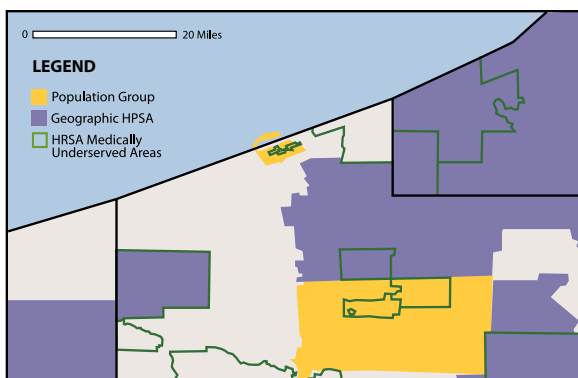 0 20 Miles
LEGEND
Population Group
Geographic HPSA
HRSA Medically
Underserved Areas